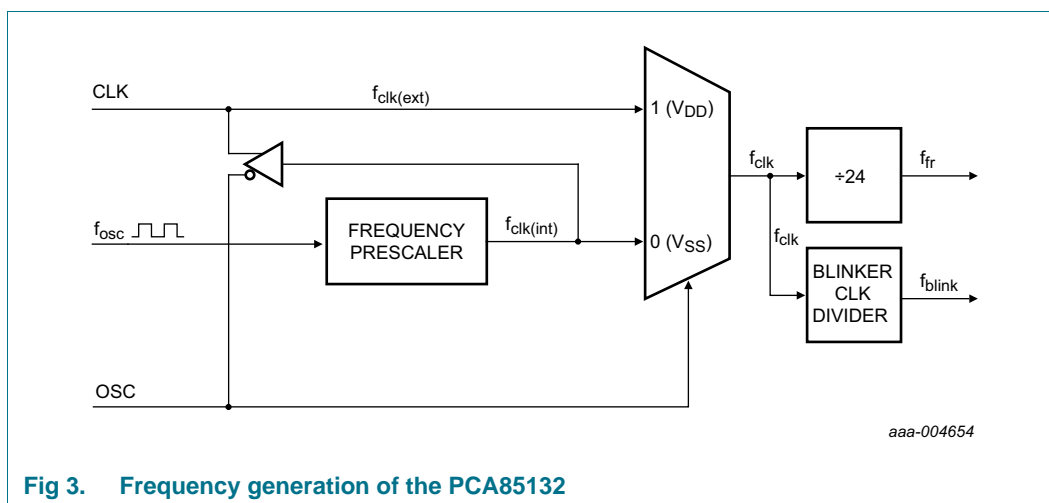 CLK
fclk(ext)
1 (VDD)
fosc
FREQUENCY
PRESCALER
fclk(int)
0 (VSS)
fclk
÷24
ffr
fclk
BLINKER
CLK
DIVIDER
fblink
OSC
aaa-004654
Fig 3. Frequency generation of the PCA85132